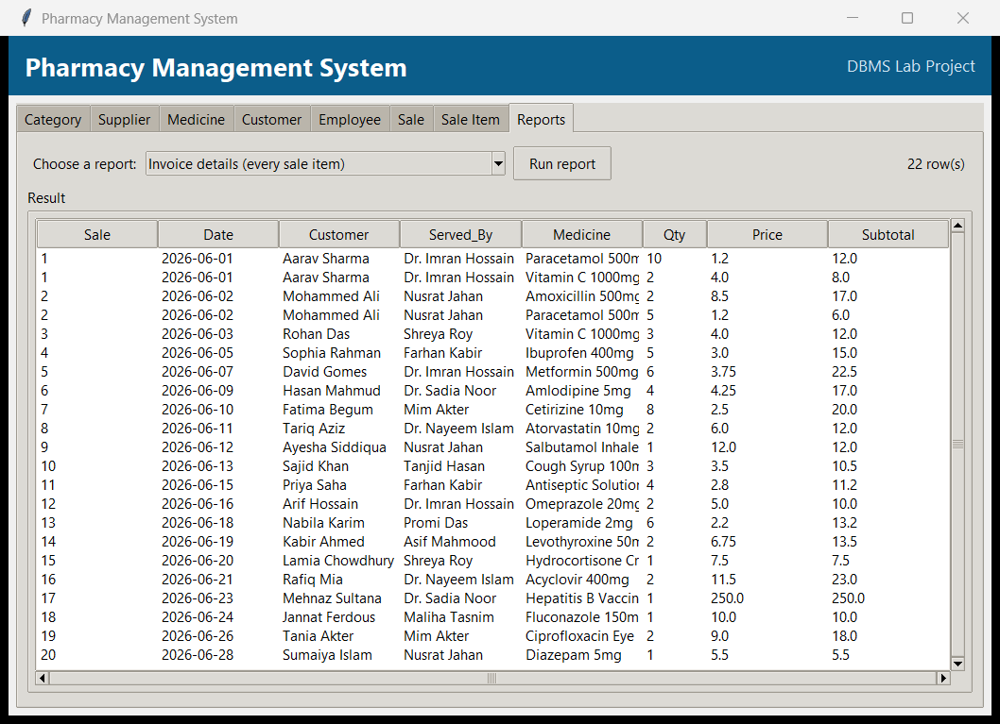 Pharmacy Management System
Pharmacy Management System DBMS Lab Project
Category Supplier Medicine Customer Employee Sale Sale Item Reports
Choose a report: Invoice details (every sale item) Run report 22 row(s)
Result
Sale Date Customer Served_By Medicine Qty Price Subtotal
1 2026-06-01 Aarav Sharma Dr. Imran Hossain Paracetamol 500m 10 1.2 12.0
1 2026-06-01 Aarav Sharma Dr. Imran Hossain Vitamin C 1000mg 2 4.0 8.0
2 2026-06-02 Mohammed Ali Nusrat Jahan Amoxicillin 500mg 2 8.5 17.0
2 2026-06-02 Mohammed Ali Nusrat Jahan Paracetamol 500m 5 1.2 6.0
3 2026-06-03 Rohan Das Shreya Roy Vitamin C 1000mg 3 4.0 12.0
4 2026-06-05 Sophia Rahman Farhan Kabir Ibuprofen 400mg 5 3.0 15.0
5 2026-06-07 David Gomes Dr. Imran Hossain Metformin 500mg 6 3.75 22.5
6 2026-06-09 Hasan Mahmud Dr. Sadia Noor Amlodipine 5mg 4 4.25 17.0
7 2026-06-10 Fatima Begum Mim Akter Cetirizine 10mg 8 2.5 20.0
8 2026-06-11 Tariq Aziz Dr. Nayeem Islam Atorvastatin 10mg 2 6.0 12.0
9 2026-06-12 Ayesha Siddiqua Nusrat Jahan Salbutamol Inhale 1 12.0 12.0
10 2026-06-13 Sajid Khan Tanjid Hasan Cough Syrup 100m 3 3.5 10.5
11 2026-06-15 Priya Saha Farhan Kabir Antiseptic Solution 4 2.8 11.2
12 2026-06-16 Arif Hossain Dr. Imran Hossain Omeprazole 20mg 2 5.0 10.0
13 2026-06-18 Nabila Karim Promi Das Loperamide 2mg 6 2.2 13.2
14 2026-06-19 Kabir Ahmed Asif Mahmood Levothyroxine 50m 2 6.75 13.5
15 2026-06-20 Lamia Chowdhury Shreya Roy Hydrocortisone Cr 1 7.5 7.5
16 2026-06-21 Rafiq Mia Dr. Nayeem Islam Acyclovir 400mg 2 11.5 23.0
17 2026-06-23 Mehnaz Sultana Dr. Sadia Noor Hepatitis B Vaccin 1 250.0 250.0
18 2026-06-24 Jannat Ferdous Maliha Tasnim Fluconazole 150m 1 10.0 10.0
19 2026-06-26 Tania Akter Mim Akter Ciprofloxacin Eye 2 9.0 18.0
20 2026-06-28 Sumaiya Islam Nusrat Jahan Diazepam 5mg 1 5.5 5.5